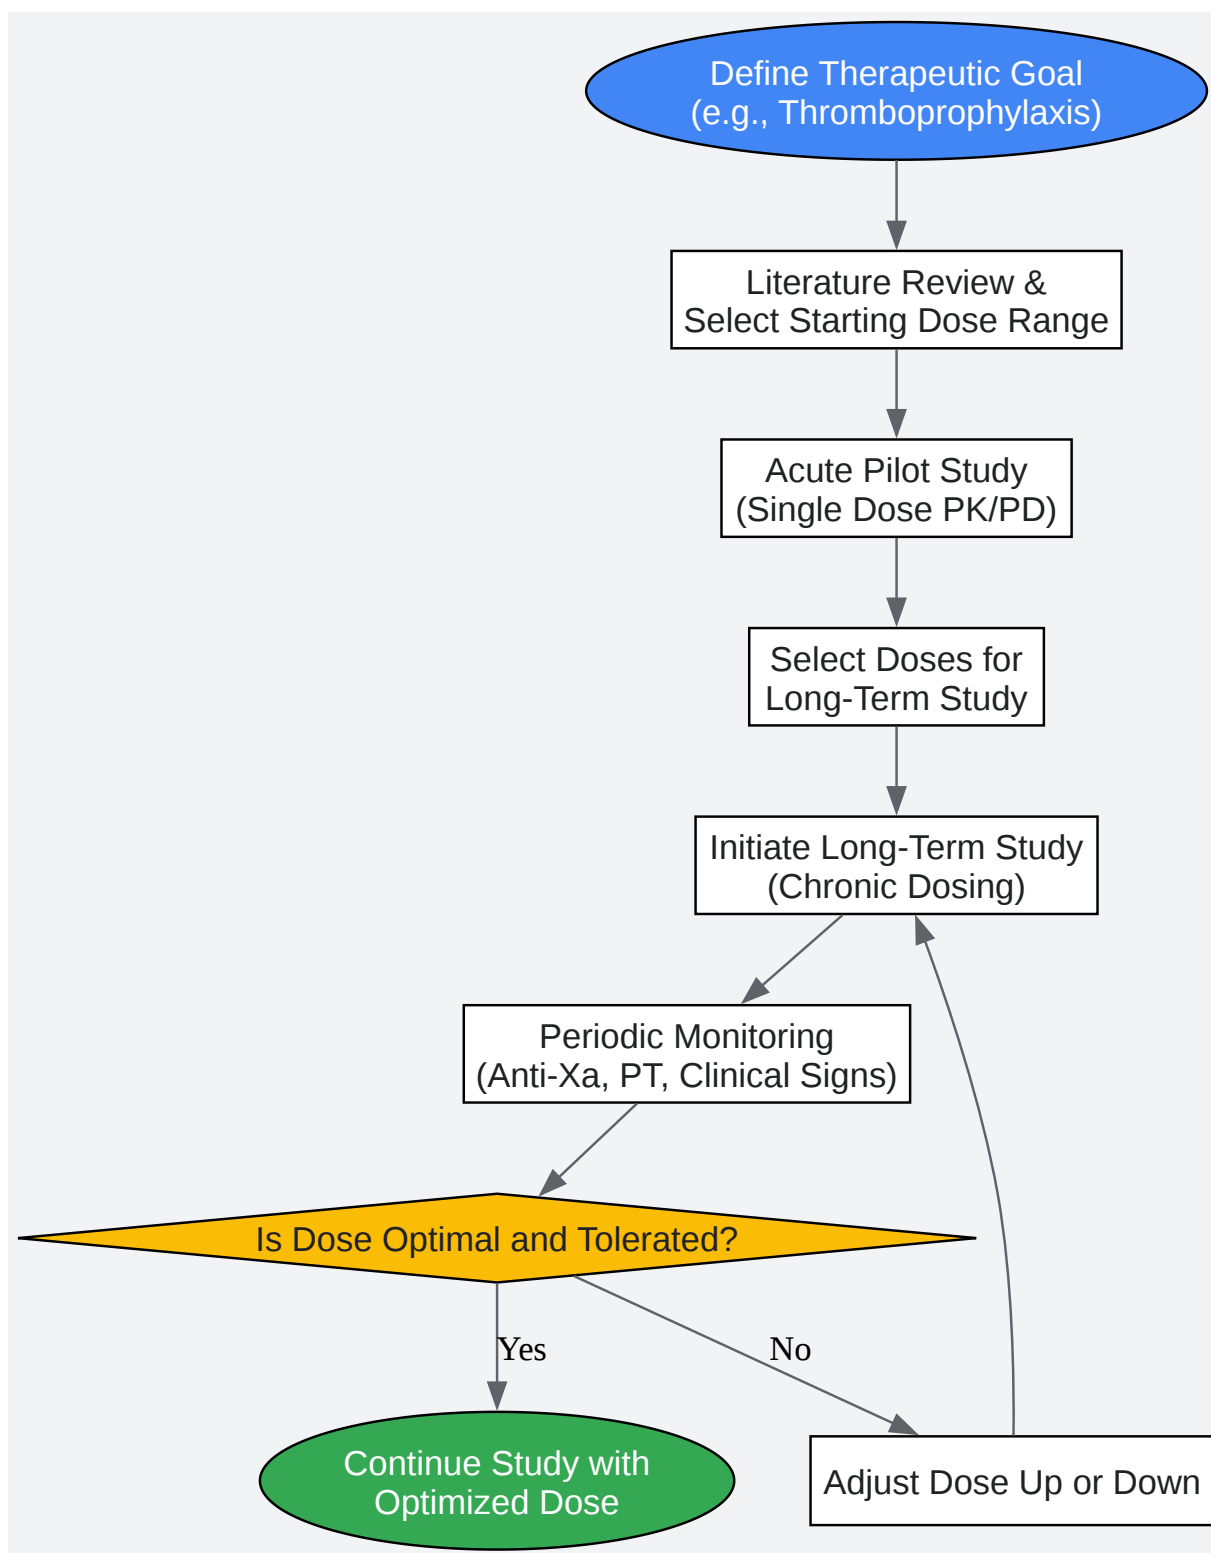 Define Therapeutic Goal
(e.g., Thromboprophylaxis)
Literature Review &
Select Starting Dose Range
Acute Pilot Study
(Single Dose PK/PD)
Select Doses for
Long-Term Study
Initiate Long-Term Study
(Chronic Dosing)
Periodic Monitoring
(Anti-Xa, PT, Clinical Signs)
Is Dose Optimal and Tolerated?
Yes
No
Continue Study with
Optimized Dose
Adjust Dose Up or Down